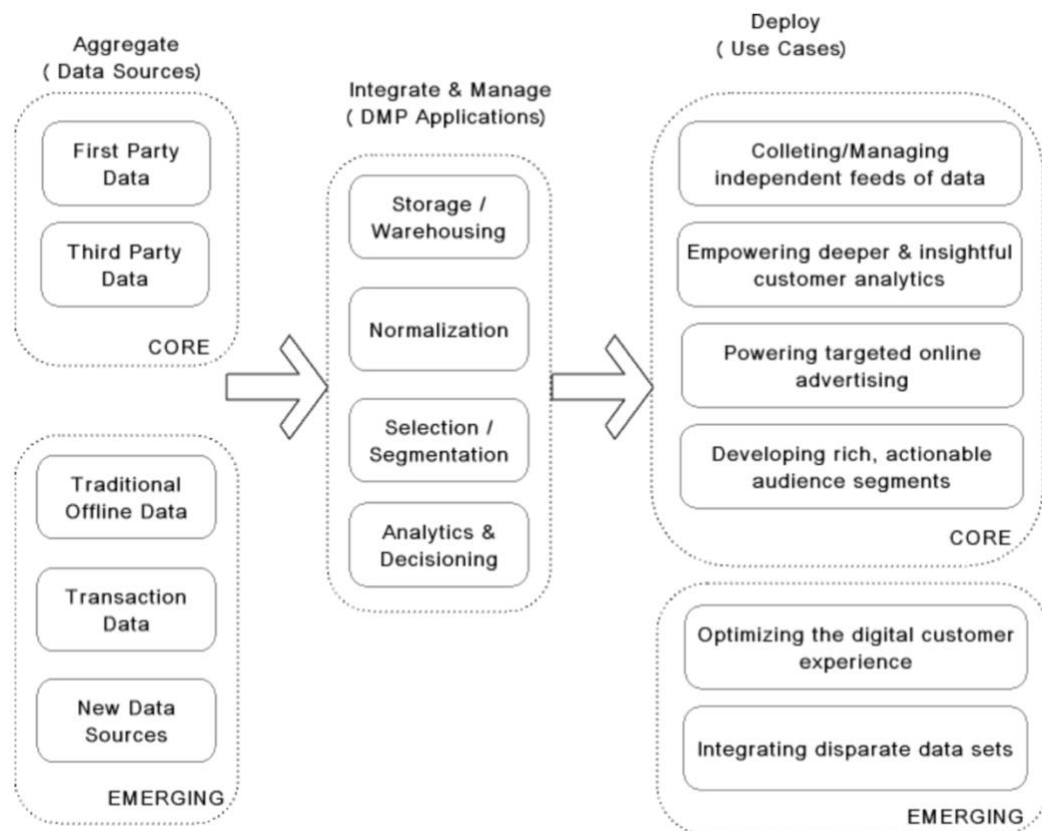 Aggregate
( Data Sources)
First Party
Data
Third Party
Data
CORE
Traditional
Offline Data
Transaction
Data
New Data
Sources
EMERGING
Integrate & Manage
( DMP Applications)
Storage /
Warehousing
Normalization
Selection /
Segmentation
Analytics &
Decisioning
Deploy
( Use Cases)
Colleting/Managing
independent feeds of data
Empowering deeper & insightful
customer analytics
Powering targeted online
advertising
Developing rich, actionable
audience segments
CORE
Optimizing the digital customer
experience
Integrating disparate data sets
EMERGING